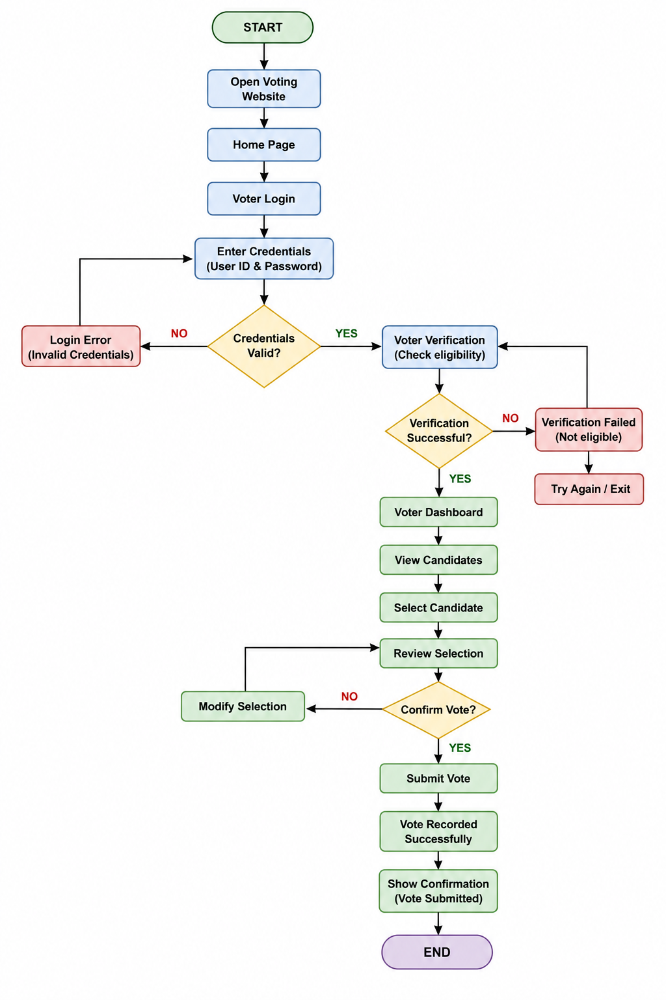 START
Open Voting
Website
Home Page
Voter Login
Enter Credentials
(User ID & Password)
Credentials
Valid?
NO
YES
Login Error
(Invalid Credentials)
Voter Verification
(Check eligibility)
Verification
Successful?
NO
Verification Failed
(Not eligible)
Try Again / Exit
YES
Voter Dashboard
View Candidates
Select Candidate
Review Selection
Confirm Vote?
NO
Modify Selection
YES
Submit Vote
Vote Recorded
Successfully
Show Confirmation
(Vote Submitted)
END